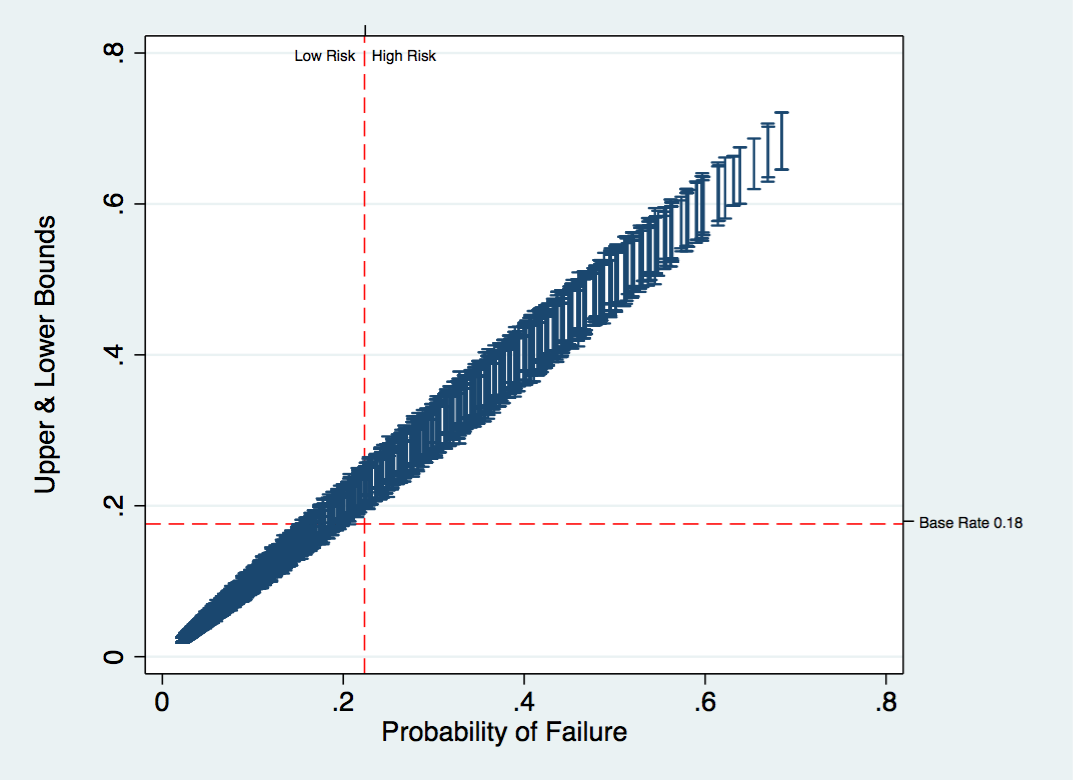 Low Risk High Risk
Upper & Lower Bounds
.8
.6
.4
.2
0
Base Rate 0.18
0 .2 .4 .6 .8
Probability of Failure